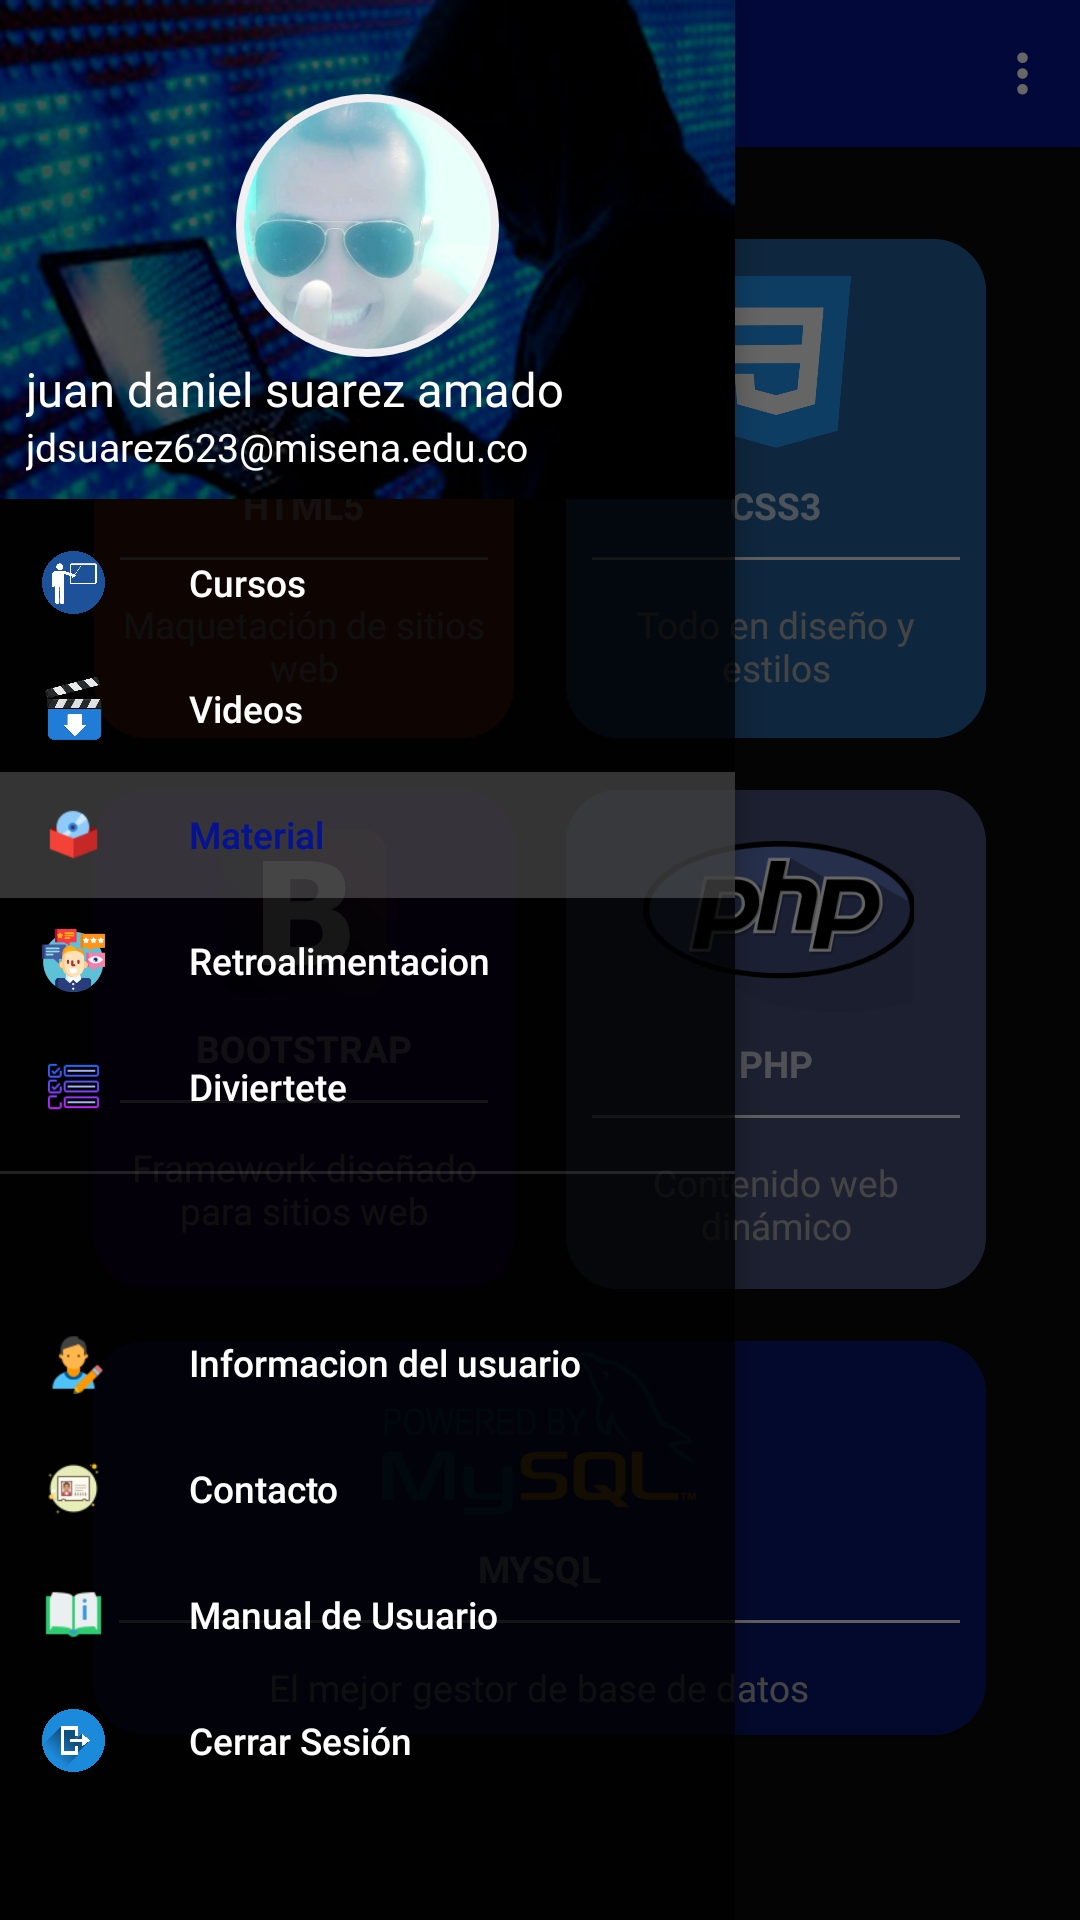 juan daniel suarez amado
jdsuarez623@misena.edu.co
HTML5
CSS3
Cursos
Maquetación de sitios
web
Todo en diseño y
estilos
Videos
Material
B
php
Retroalimentacion
BOOTSTRAP
PHP
Diviertete
Framework diseñado
para sitios web
Contenido web
dinámico
Informacion del usuario
POWERED BY
MySQL™
Contacto
MYSQL
Manual de Usuario
El mejor gestor de base de datos
Cerrar Sesión